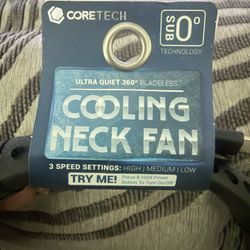 CORETECH
SUB 0°
TECHNOLOGY
ULTRA QUIET 360° BLADELESS
COOLING
NECK FAN
3 SPEED SETTINGS: HIGH | MEDIUM | LOW
TRY ME!
Press & Hold Power
Button To Turn On/Off